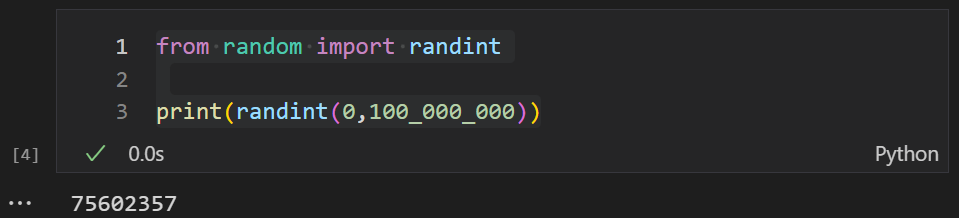 1 from random import randint
2
3 print(randint(0,100_000_000))
[4] 0.0s Python
75602357